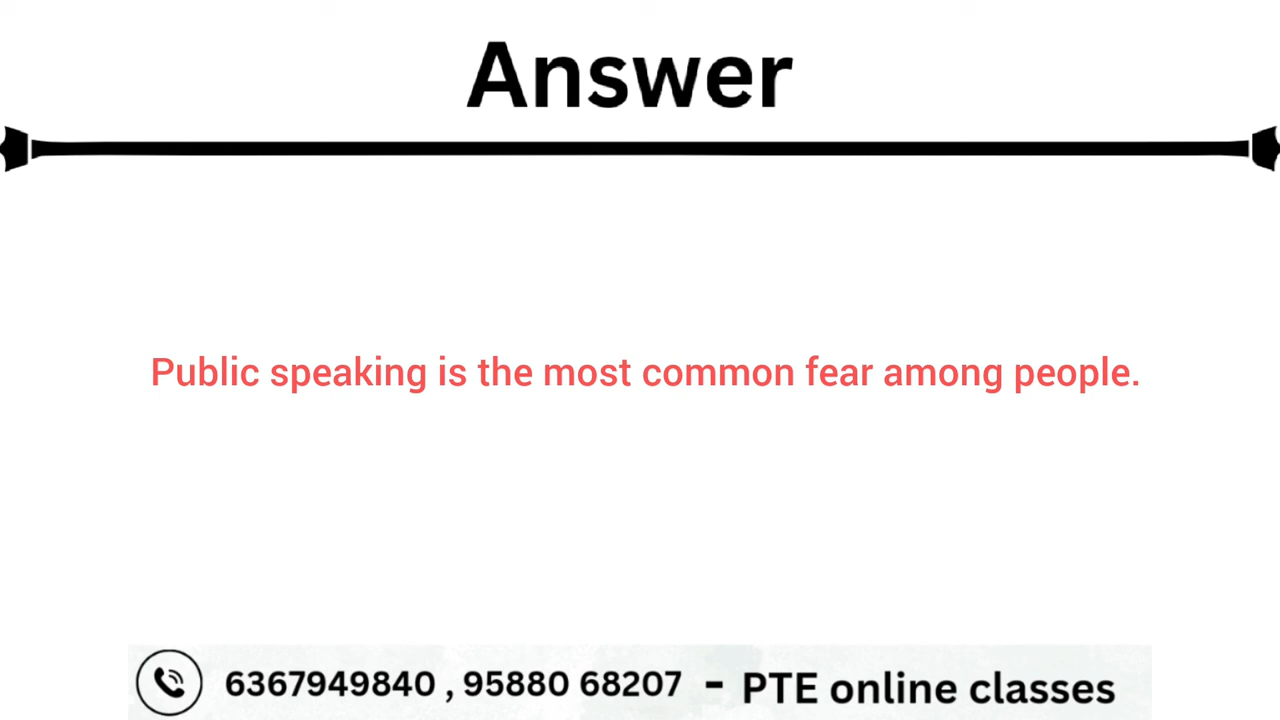 Answer
Public speaking is the most common fear among people.
6367949840 , 95880 68207 - PTE online classes